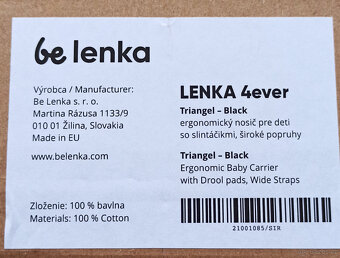 be lenka
Výrobca / Manufacturer:
Be Lenka s. r. o.
Martina Rázusa 1133/9
010 01 Žilina, Slovakia
Made in EU
www.belenka.com
Zloženie: 100 % bavlna
Materials: 100 % Cotton
LENKA 4ever
Triangel – Black
ergonomický nosič pre deti
so slintáčikmi, široké popruhy
Triangel – Black
Ergonomic Baby Carrier
with Drool pads, Wide Straps
21001085/SIR